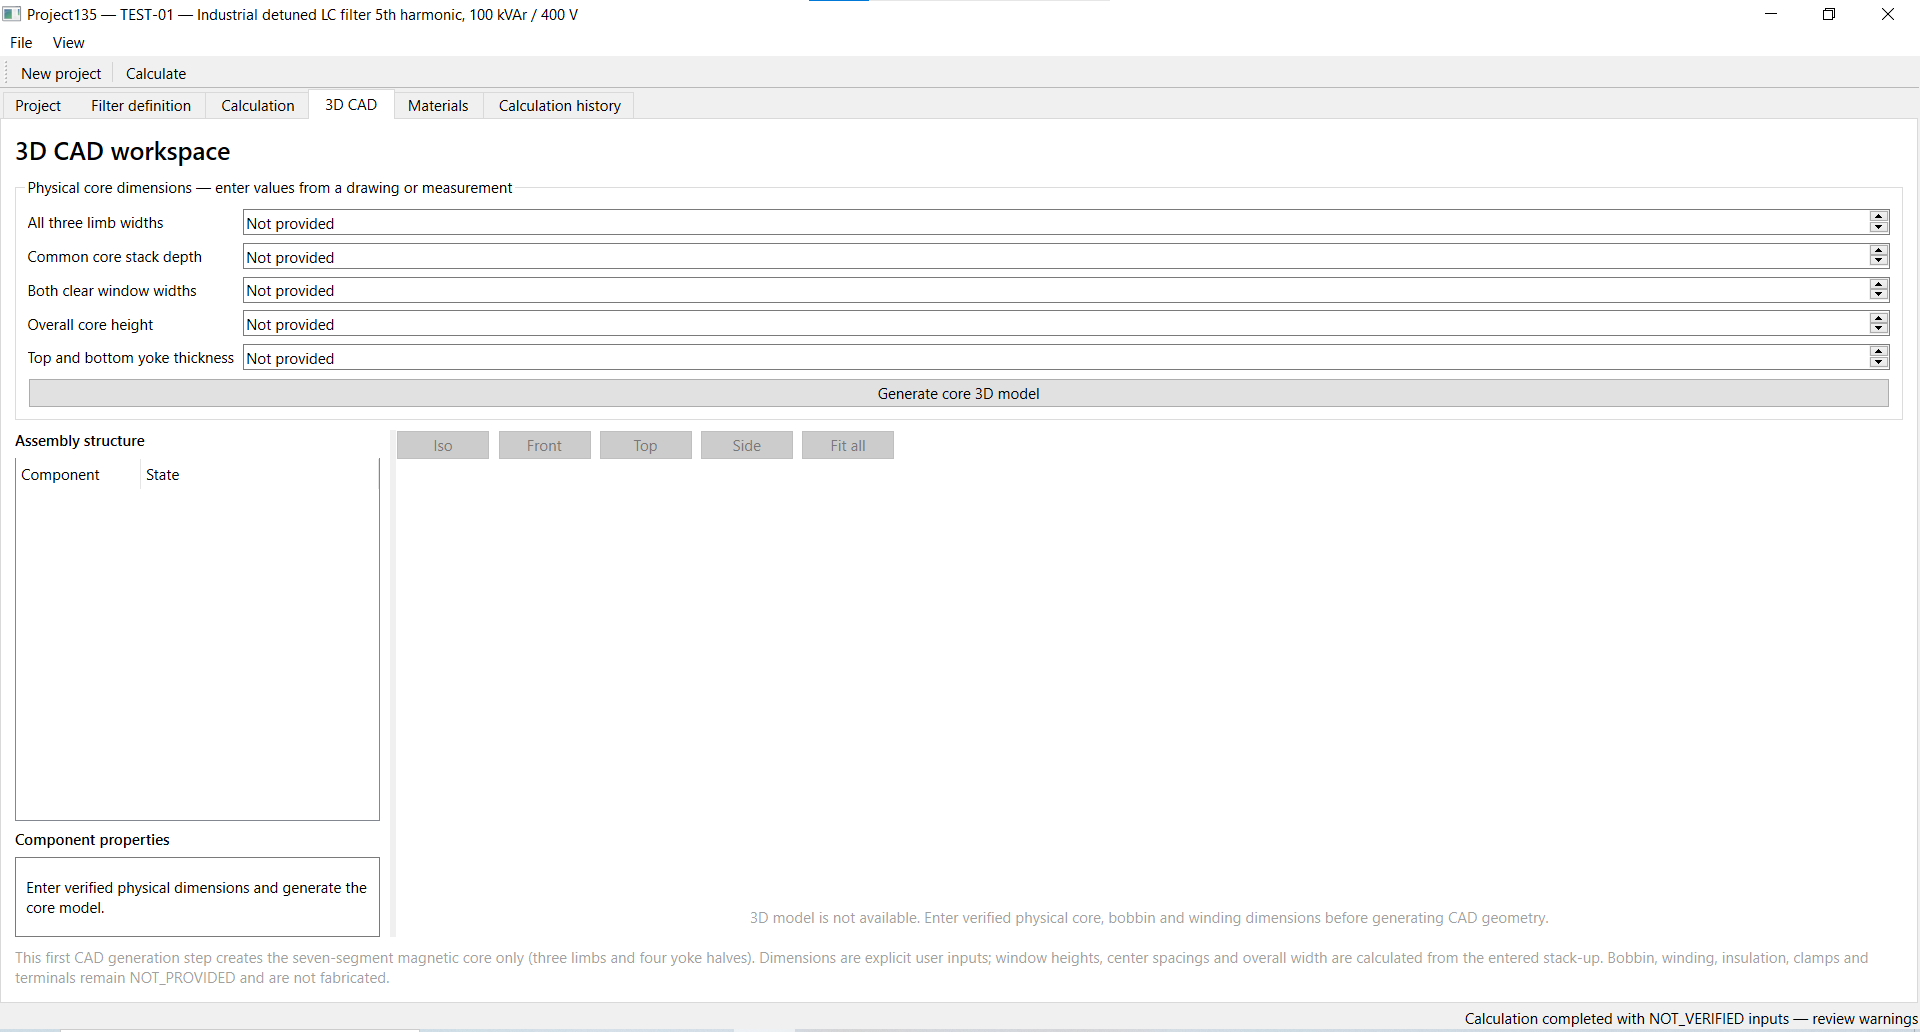 Project135 — TEST-01 — Industrial detuned LC filter 5th harmonic, 100 kVAr / 400 V
File View
New project Calculate
Project Filter definition Calculation 3D CAD Materials Calculation history
3D CAD workspace
Physical core dimensions — enter values from a drawing or measurement
All three limb widths Not provided
Common core stack depth Not provided
Both clear window widths Not provided
Overall core height Not provided
Top and bottom yoke thickness Not provided
Generate core 3D model
Assembly structure
Iso Front Top Side Fit all
Component State
Component properties
Enter verified physical dimensions and generate the
core model.
3D model is not available. Enter verified physical core, bobbin and winding dimensions before generating CAD geometry.
This first CAD generation step creates the seven-segment magnetic core only (three limbs and four yoke halves). Dimensions are explicit user inputs; window heights, center spacings and overall width are calculated from the entered stack-up. Bobbin, winding, insulation, clamps and
terminals remain NOT_PROVIDED and are not fabricated.
Calculation completed with NOT_VERIFIED inputs — review warnings